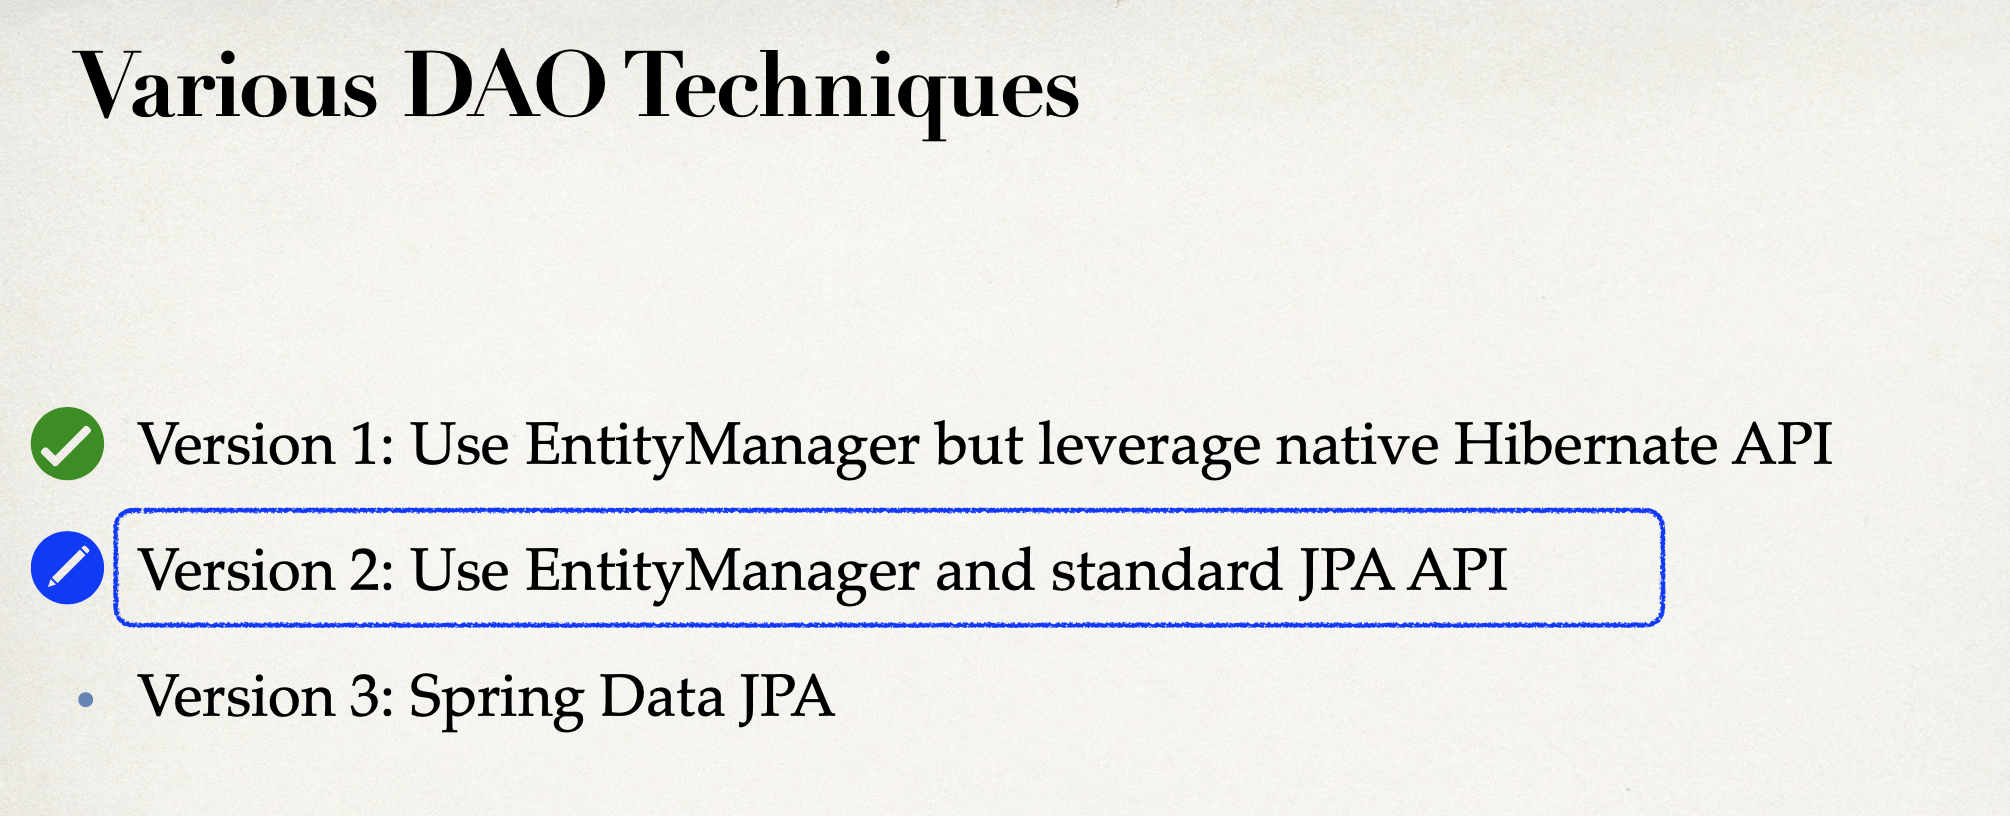 Various DAO Techniques
Version 1: Use EntityManager but leverage native Hibernate API
Version 2: Use EntityManager and standard JPA API
Version 3: Spring Data JPA